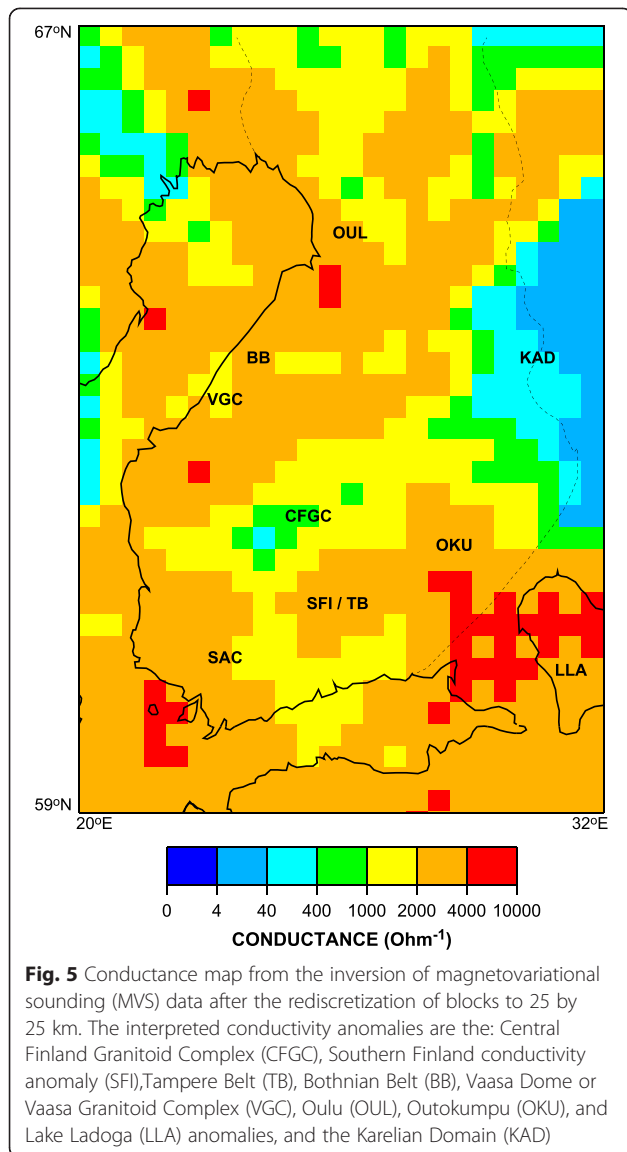 67°N
OUL
BB
KAD
VGC
CFGC
OKU
SFI / TB
SAC
LLA
59°N
20°E 32°E
0 4 40 400 1000 2000 4000 10000
CONDUCTANCE (Ohm⁻¹)
Fig. 5 Conductance map from the inversion of magnetovariational
sounding (MVS) data after the rediscretization of blocks to 25 by
25 km. The interpreted conductivity anomalies are the: Central
Finland Granitoid Complex (CFGC), Southern Finland conductivity
anomaly (SFI),Tampere Belt (TB), Bothnian Belt (BB), Vaasa Dome or
Vaasa Granitoid Complex (VGC), Oulu (OUL), Outokumpu (OKU), and
Lake Ladoga (LLA) anomalies, and the Karelian Domain (KAD)